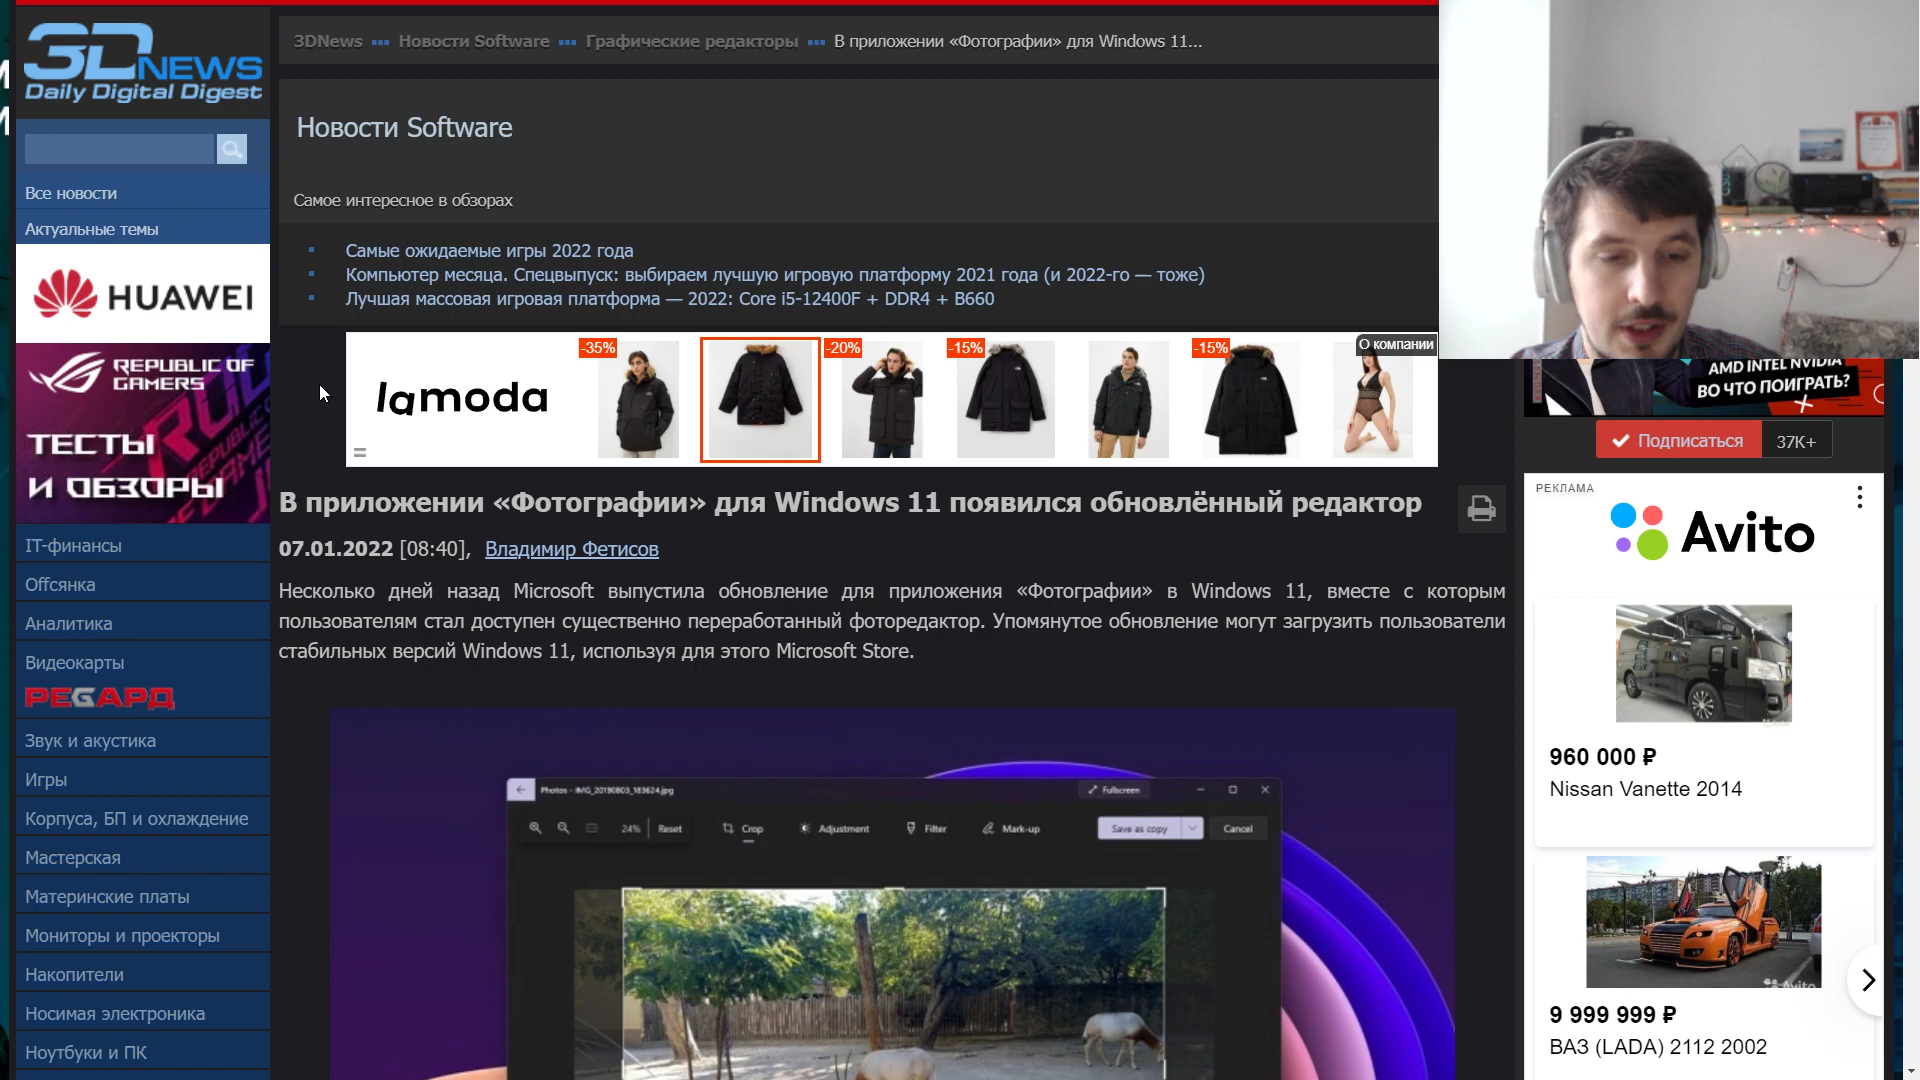 3DNEWS
Daily Digital Digest
3DNews ••• Новости Software ••• Графические редакторы ••• В приложении «Фотографии» для Windows 11...
Новости Software
Самое интересное в обзорах
Самые ожидаемые игры 2022 года
Компьютер месяца. Спецвыпуск: выбираем лучшую игровую платформу 2021 года (и 2022-го — тоже)
Лучшая массовая игровая платформа — 2022: Core i5-12400F + DDR4 + B660
Все новости
Актуальные темы
HUAWEI
REPUBLIC OF
GAMERS
ТЕСТЫ
И ОБЗОРЫ
IT-финансы
Offсянка
Аналитика
Видеокарты
РЕГАРД
Звук и акустика
Игры
Корпуса, БП и охлаждение
Мастерская
Материнские платы
Мониторы и проекторы
Накопители
Носимая электроника
Ноутбуки и ПК
lamoda
-35%
-20%
-15%
-15%
О компании
В приложении «Фотографии» для Windows 11 появился обновлённый редактор
07.01.2022 [08:40], Владимир Фетисов
Несколько дней назад Microsoft выпустила обновление для приложения «Фотографии» в Windows 11, вместе с которым
пользователям стал доступен существенно переработанный фоторедактор. Упомянутое обновление могут загрузить пользователи
стабильных версий Windows 11, используя для этого Microsoft Store.
Photos - IMG_20190803_183624.jpg
Fullscreen
24% Reset Crop Adjustment Filter Mark-up Save as copy Cancel
AMD INTEL NVIDIA
ВО ЧТО ПОИГРАТЬ?
Подписаться 37K+
РЕКЛАМА
Avito
960 000 ₽
Nissan Vanette 2014
Avito
9 999 999 ₽
ВАЗ (LADA) 2112 2002